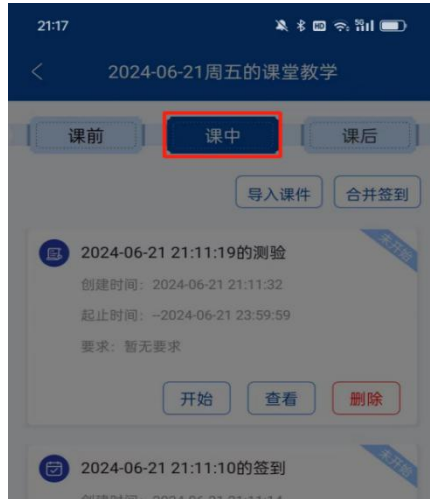 21:17
2024-06-21周五的课堂教学
课前 课中 课后
导入课件 合并签到
2024-06-21 21:11:19的测验
未开始
创建时间：2024-06-21 21:11:32
起止时间：--2024-06-21 23:59:59
要求：暂无要求
开始 查看 删除
2024-06-21 21:11:10的签到
未开始